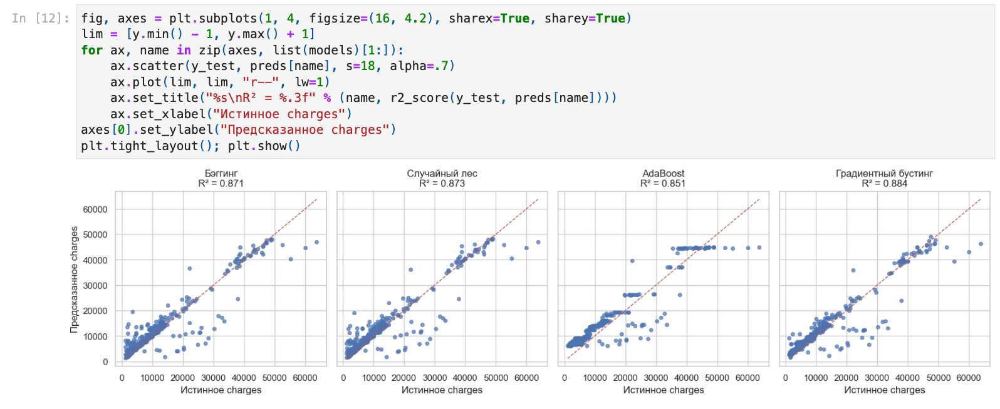 In [12]:
fig, axes = plt.subplots(1, 4, figsize=(16, 4.2), sharex=True, sharey=True)
lim = [y.min() - 1, y.max() + 1]
for ax, name in zip(axes, list(models)[1:]):
    ax.scatter(y_test, preds[name], s=18, alpha=.7)
    ax.plot(lim, lim, "r--", lw=1)
    ax.set_title("%s\nR² = %.3f" % (name, r2_score(y_test, preds[name])))
    ax.set_xlabel("Истинное charges")
axes[0].set_ylabel("Предсказанное charges")
plt.tight_layout(); plt.show()
Бэггинг
R² = 0.871
Случайный лес
R² = 0.873
AdaBoost
R² = 0.851
Градиентный бустинг
R² = 0.884
Предсказанное charges
60000
50000
40000
30000
20000
10000
0
0 10000 20000 30000 40000 50000 60000
0 10000 20000 30000 40000 50000 60000
0 10000 20000 30000 40000 50000 60000
0 10000 20000 30000 40000 50000 60000
Истинное charges
Истинное charges
Истинное charges
Истинное charges